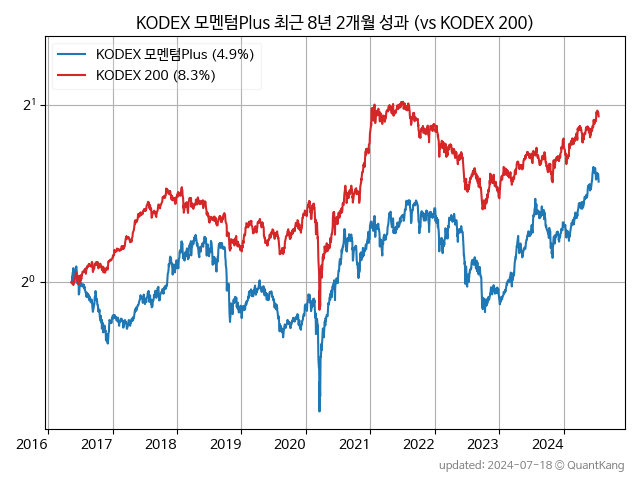 KODEX 모멘텀Plus 최근 8년 2개월 성과 (vs KODEX 200)
KODEX 모멘텀Plus (4.9%)
KODEX 200 (8.3%)
2¹
2⁰
2016 2017 2018 2019 2020 2021 2022 2023 2024
updated: 2024-07-18 © QuantKang